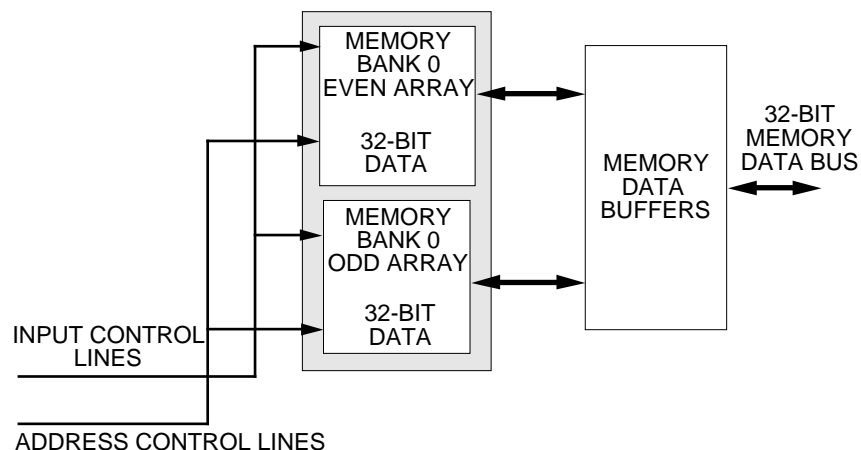 MEMORY
BANK 0
EVEN ARRAY
32-BIT
DATA
MEMORY
BANK 0
ODD ARRAY
32-BIT
DATA
MEMORY
DATA
BUFFERS
32-BIT
MEMORY
DATA BUS
INPUT CONTROL
LINES
ADDRESS CONTROL LINES